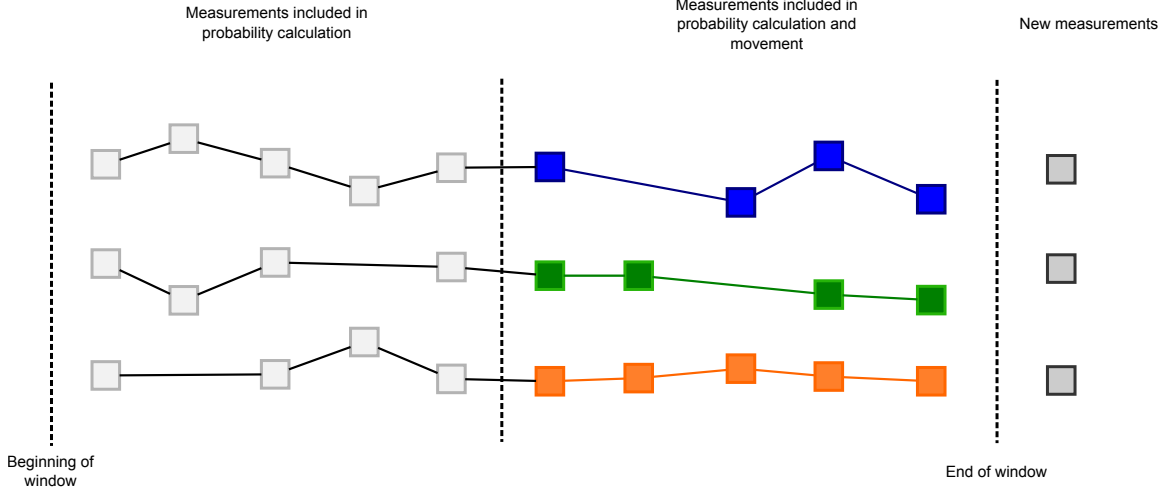 Measurements included in
probability calculation
Measurements included in
probability calculation and
movement
New measurements
Beginning of
window
End of window